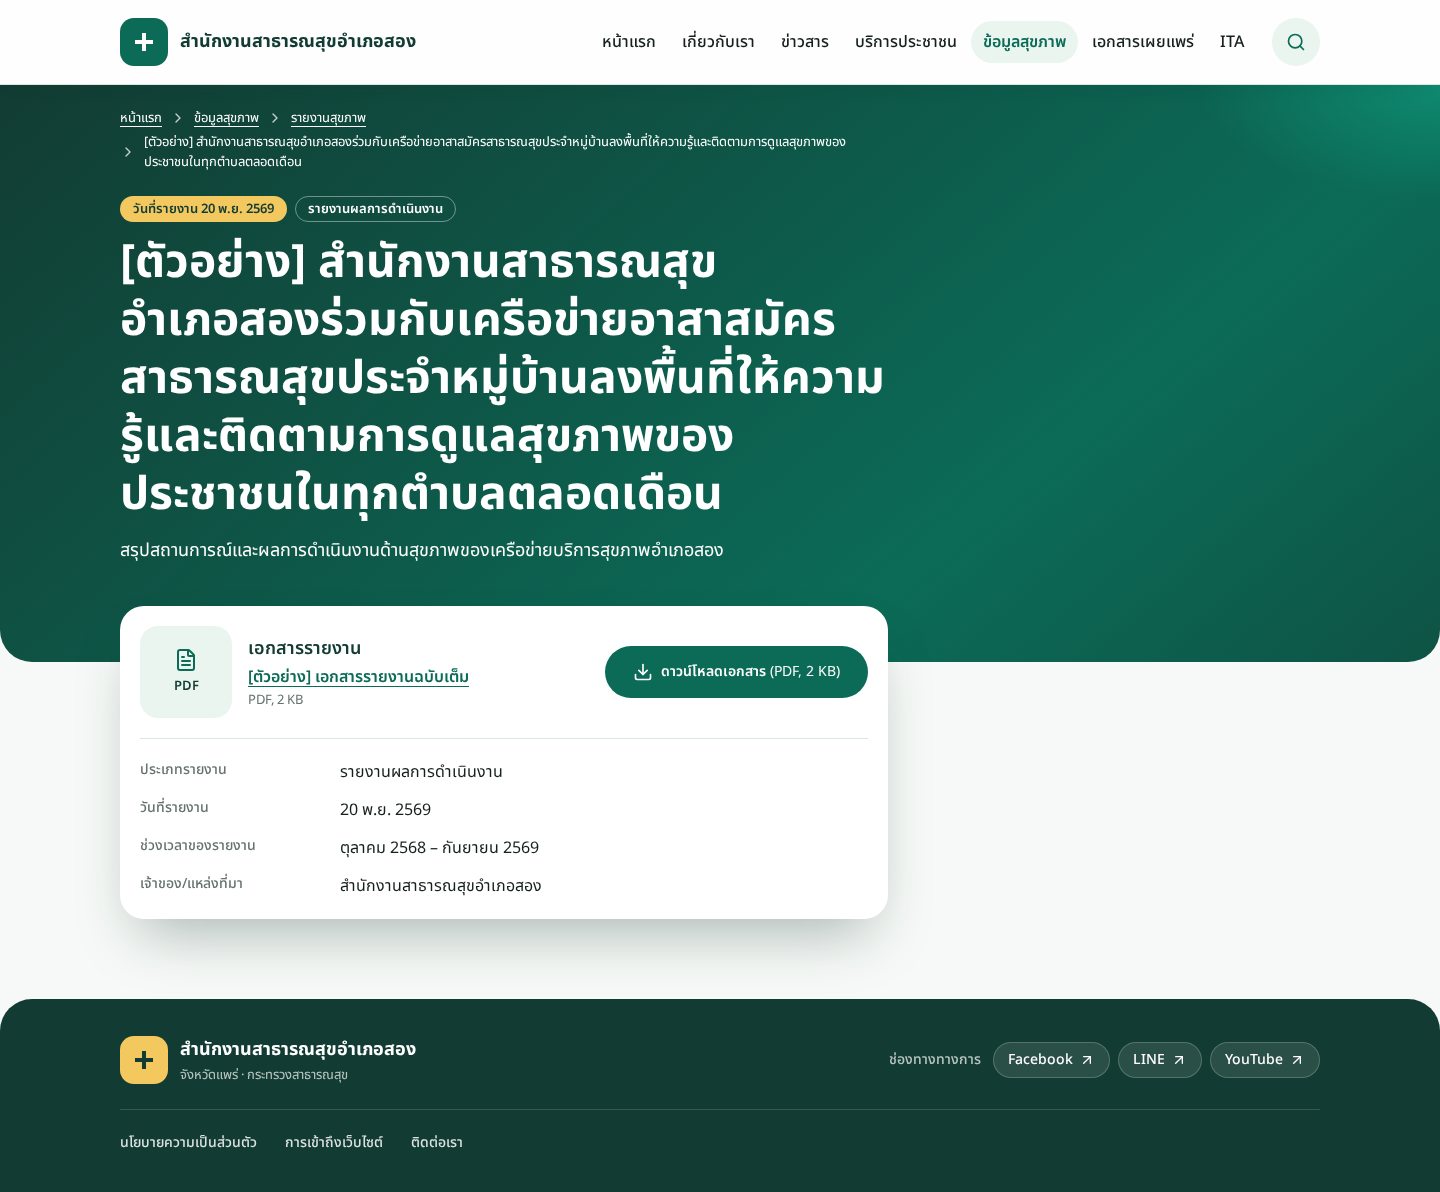 สำนักงานสาธารณสุขอำเภอสอง
หน้าแรก เกี่ยวกับเรา ข่าวสาร บริการประชาชน ข้อมูลสุขภาพ เอกสารเผยแพร่ ITA
หน้าแรก > ข้อมูลสุขภาพ > รายงานสุขภาพ
> [ตัวอย่าง] สำนักงานสาธารณสุขอำเภอสองร่วมกับเครือข่ายอาสาสมัครสาธารณสุขประจำหมู่บ้านลงพื้นที่ให้ความรู้และติดตามการดูแลสุขภาพของ
ประชาชนในทุกตำบลตลอดเดือน
วันที่รายงาน 20 พ.ย. 2569 รายงานผลการดำเนินงาน
[ตัวอย่าง] สำนักงานสาธารณสุข
อำเภอสองร่วมกับเครือข่ายอาสาสมัคร
สาธารณสุขประจำหมู่บ้านลงพื้นที่ให้ความ
รู้และติดตามการดูแลสุขภาพของ
ประชาชนในทุกตำบลตลอดเดือน
สรุปสถานการณ์และผลการดำเนินงานด้านสุขภาพของเครือข่ายบริการสุขภาพอำเภอสอง
PDF
เอกสารรายงาน
[ตัวอย่าง] เอกสารรายงานฉบับเต็ม
PDF, 2 KB
ดาวน์โหลดเอกสาร (PDF, 2 KB)
ประเภทรายงาน รายงานผลการดำเนินงาน
วันที่รายงาน 20 พ.ย. 2569
ช่วงเวลาของรายงาน ตุลาคม 2568 – กันยายน 2569
เจ้าของ/แหล่งที่มา สำนักงานสาธารณสุขอำเภอสอง
สำนักงานสาธารณสุขอำเภอสอง
จังหวัดแพร่ · กระทรวงสาธารณสุข
ช่องทางทางการ Facebook LINE YouTube
นโยบายความเป็นส่วนตัว การเข้าถึงเว็บไซต์ ติดต่อเรา